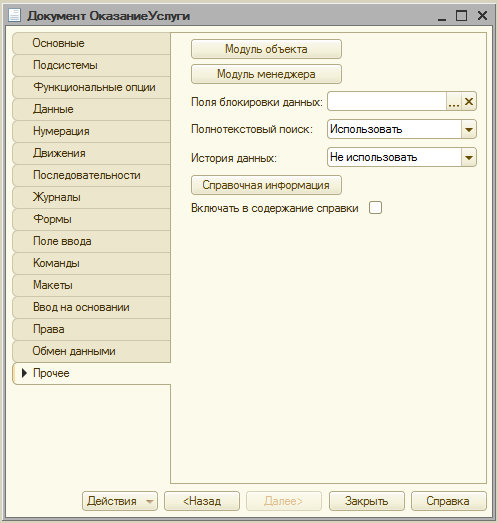 Документ ОказаниеУслуги
Основные
Подсистемы
Функциональные опции
Данные
Нумерация
Движения
Последовательности
Журналы
Формы
Поле ввода
Команды
Макеты
Ввод на основании
Права
Обмен данными
Прочее
Модуль объекта
Модуль менеджера
Поля блокировки данных: ...
Полнотекстовый поиск: Использовать
История данных: Не использовать
Справочная информация
Включать в содержание справки
Действия <Назад Далее> Закрыть Справка